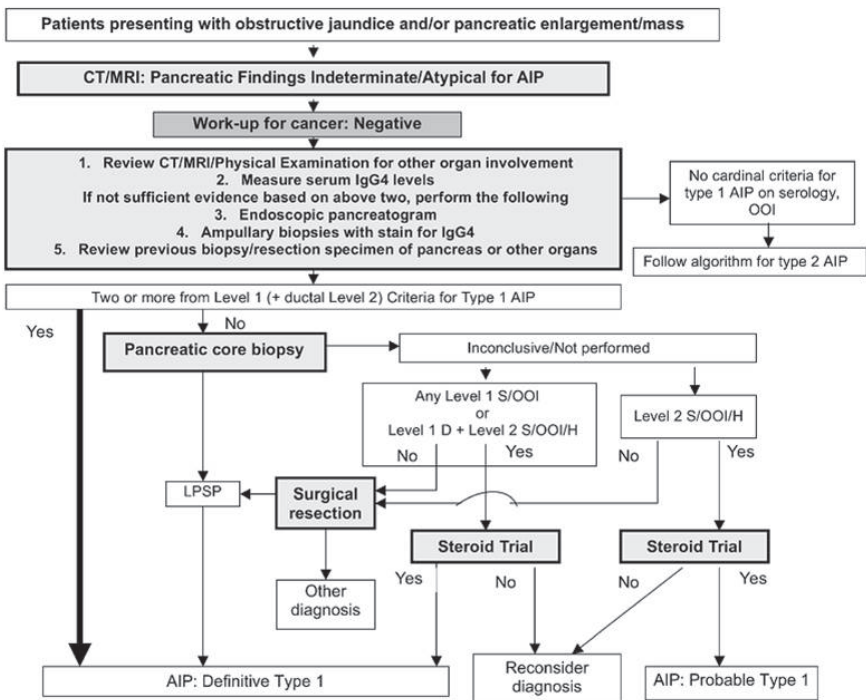 Patients presenting with obstructive jaundice and/or pancreatic enlargement/mass
CT/MRI: Pancreatic Findings Indeterminate/Atypical for AIP
Work-up for cancer: Negative
1. Review CT/MRI/Physical Examination for other organ involvement
2. Measure serum IgG4 levels
If not sufficient evidence based on above two, perform the following
3. Endoscopic pancreatogram
4. Ampullary biopsies with stain for IgG4
5. Review previous biopsy/resection specimen of pancreas or other organs
No cardinal criteria for
type 1 AIP on serology,
OOI
Follow algorithm for type 2 AIP
Two or more from Level 1 (+ ductal Level 2) Criteria for Type 1 AIP
Yes
No
Pancreatic core biopsy
Inconclusive/Not performed
Any Level 1 S/OOI
or
Level 1 D + Level 2 S/OOI/H
Level 2 S/OOI/H
No
Yes
No
Yes
LPSP
Surgical
resection
Steroid Trial
Steroid Trial
Yes
No
No
Yes
Other
diagnosis
AIP: Definitive Type 1
Reconsider
diagnosis
AIP: Probable Type 1